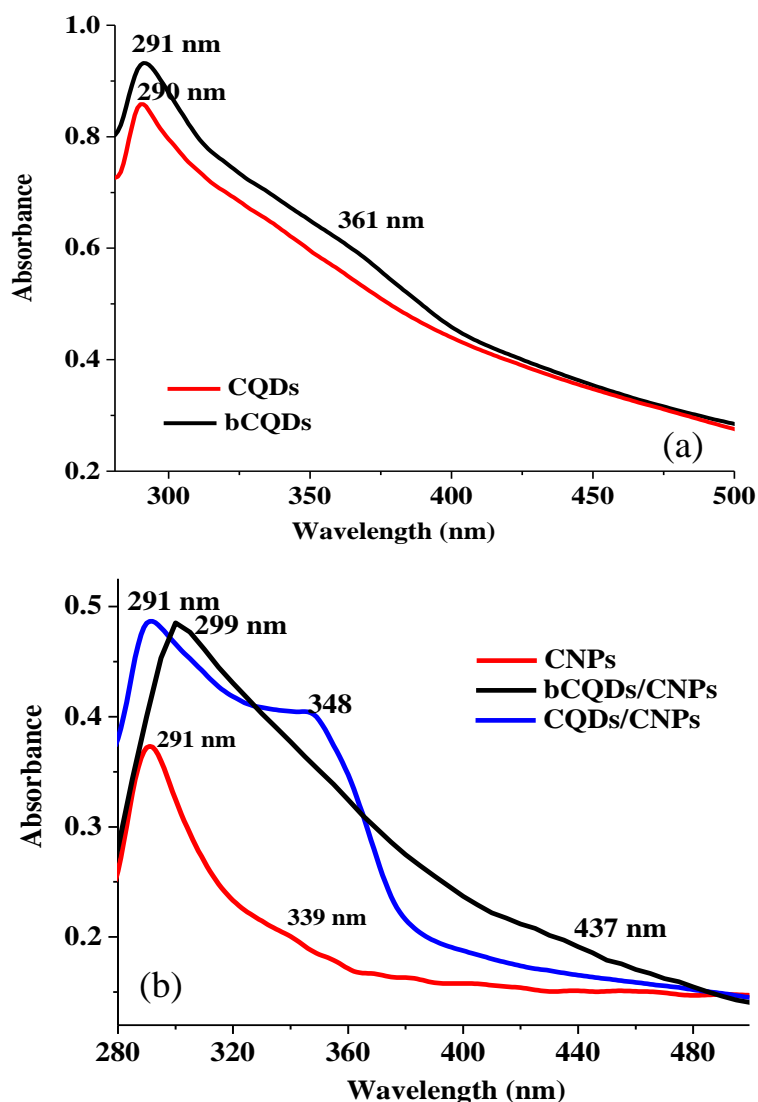 1.0
291 nm
290 nm
0.8
361 nm
0.6
Absorbance
0.4
CQDs
bCQDs
(a)
0.2
300 350 400 450 500
Wavelength (nm)
0.5
291 nm
299 nm
CNPs
bCQDs/CNPs
CQDs/CNPs
0.4
348
291 nm
Absorbance
0.3
339 nm
437 nm
0.2
(b)
280 320 360 400 440 480
Wavelength (nm)